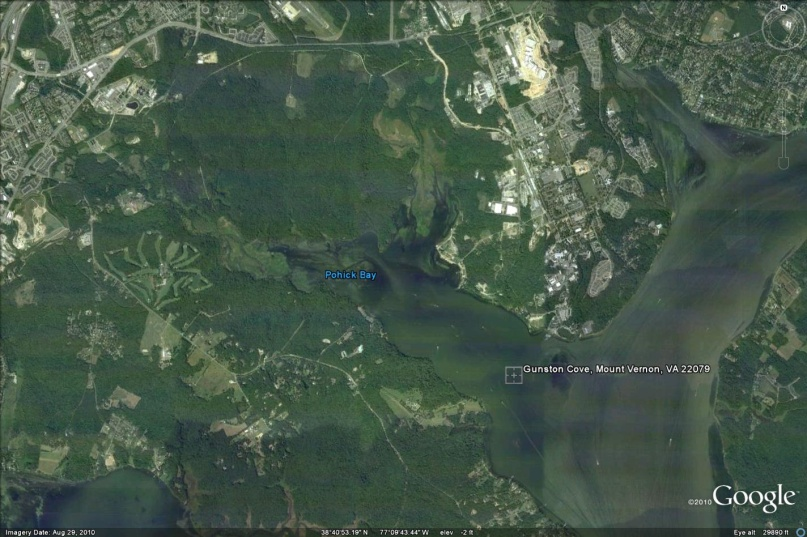 N
Pohick Bay
Gunston Cove, Mount Vernon, VA 22079
©2010 Google
Imagery Date: Aug 29, 2010 38°40'53.19" N 77°09'43.44" W elev -2 ft Eye alt 29890 ft